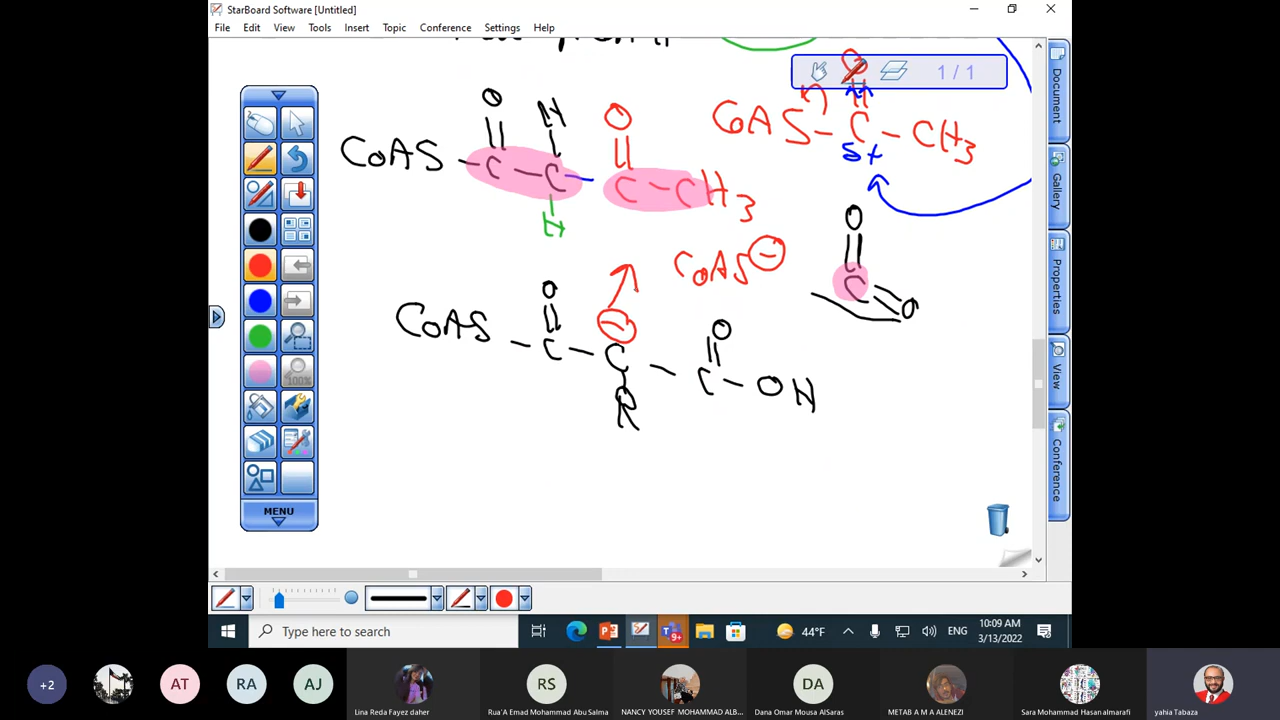 StarBoard Software [Untitled]
File Edit View Tools Insert Topic Conference Settings Help
1 / 1
O H O
CoAS - C - C - C - CH3
H
CoAS - C - CH3
δ+
CoAS -
O
C
O
O O
CoAS - C - C - C - OH
-
R
100%
MENU
Document
Gallery
Properties
View
Conference
Type here to search
9+
44°F
ENG
10:09 AM
3/13/2022
+2
AT
RA
AJ
RS
DA
Lina Reda Fayez daher
Rua'A Emad Mohammad Abu Salma
NANCY YOUSEF MOHAMMAD ALB...
Dana Omar Mousa AlSaras
METAB A M A ALENEZI
Sara Mohammad Hasan almarafi
yahia Tabaza